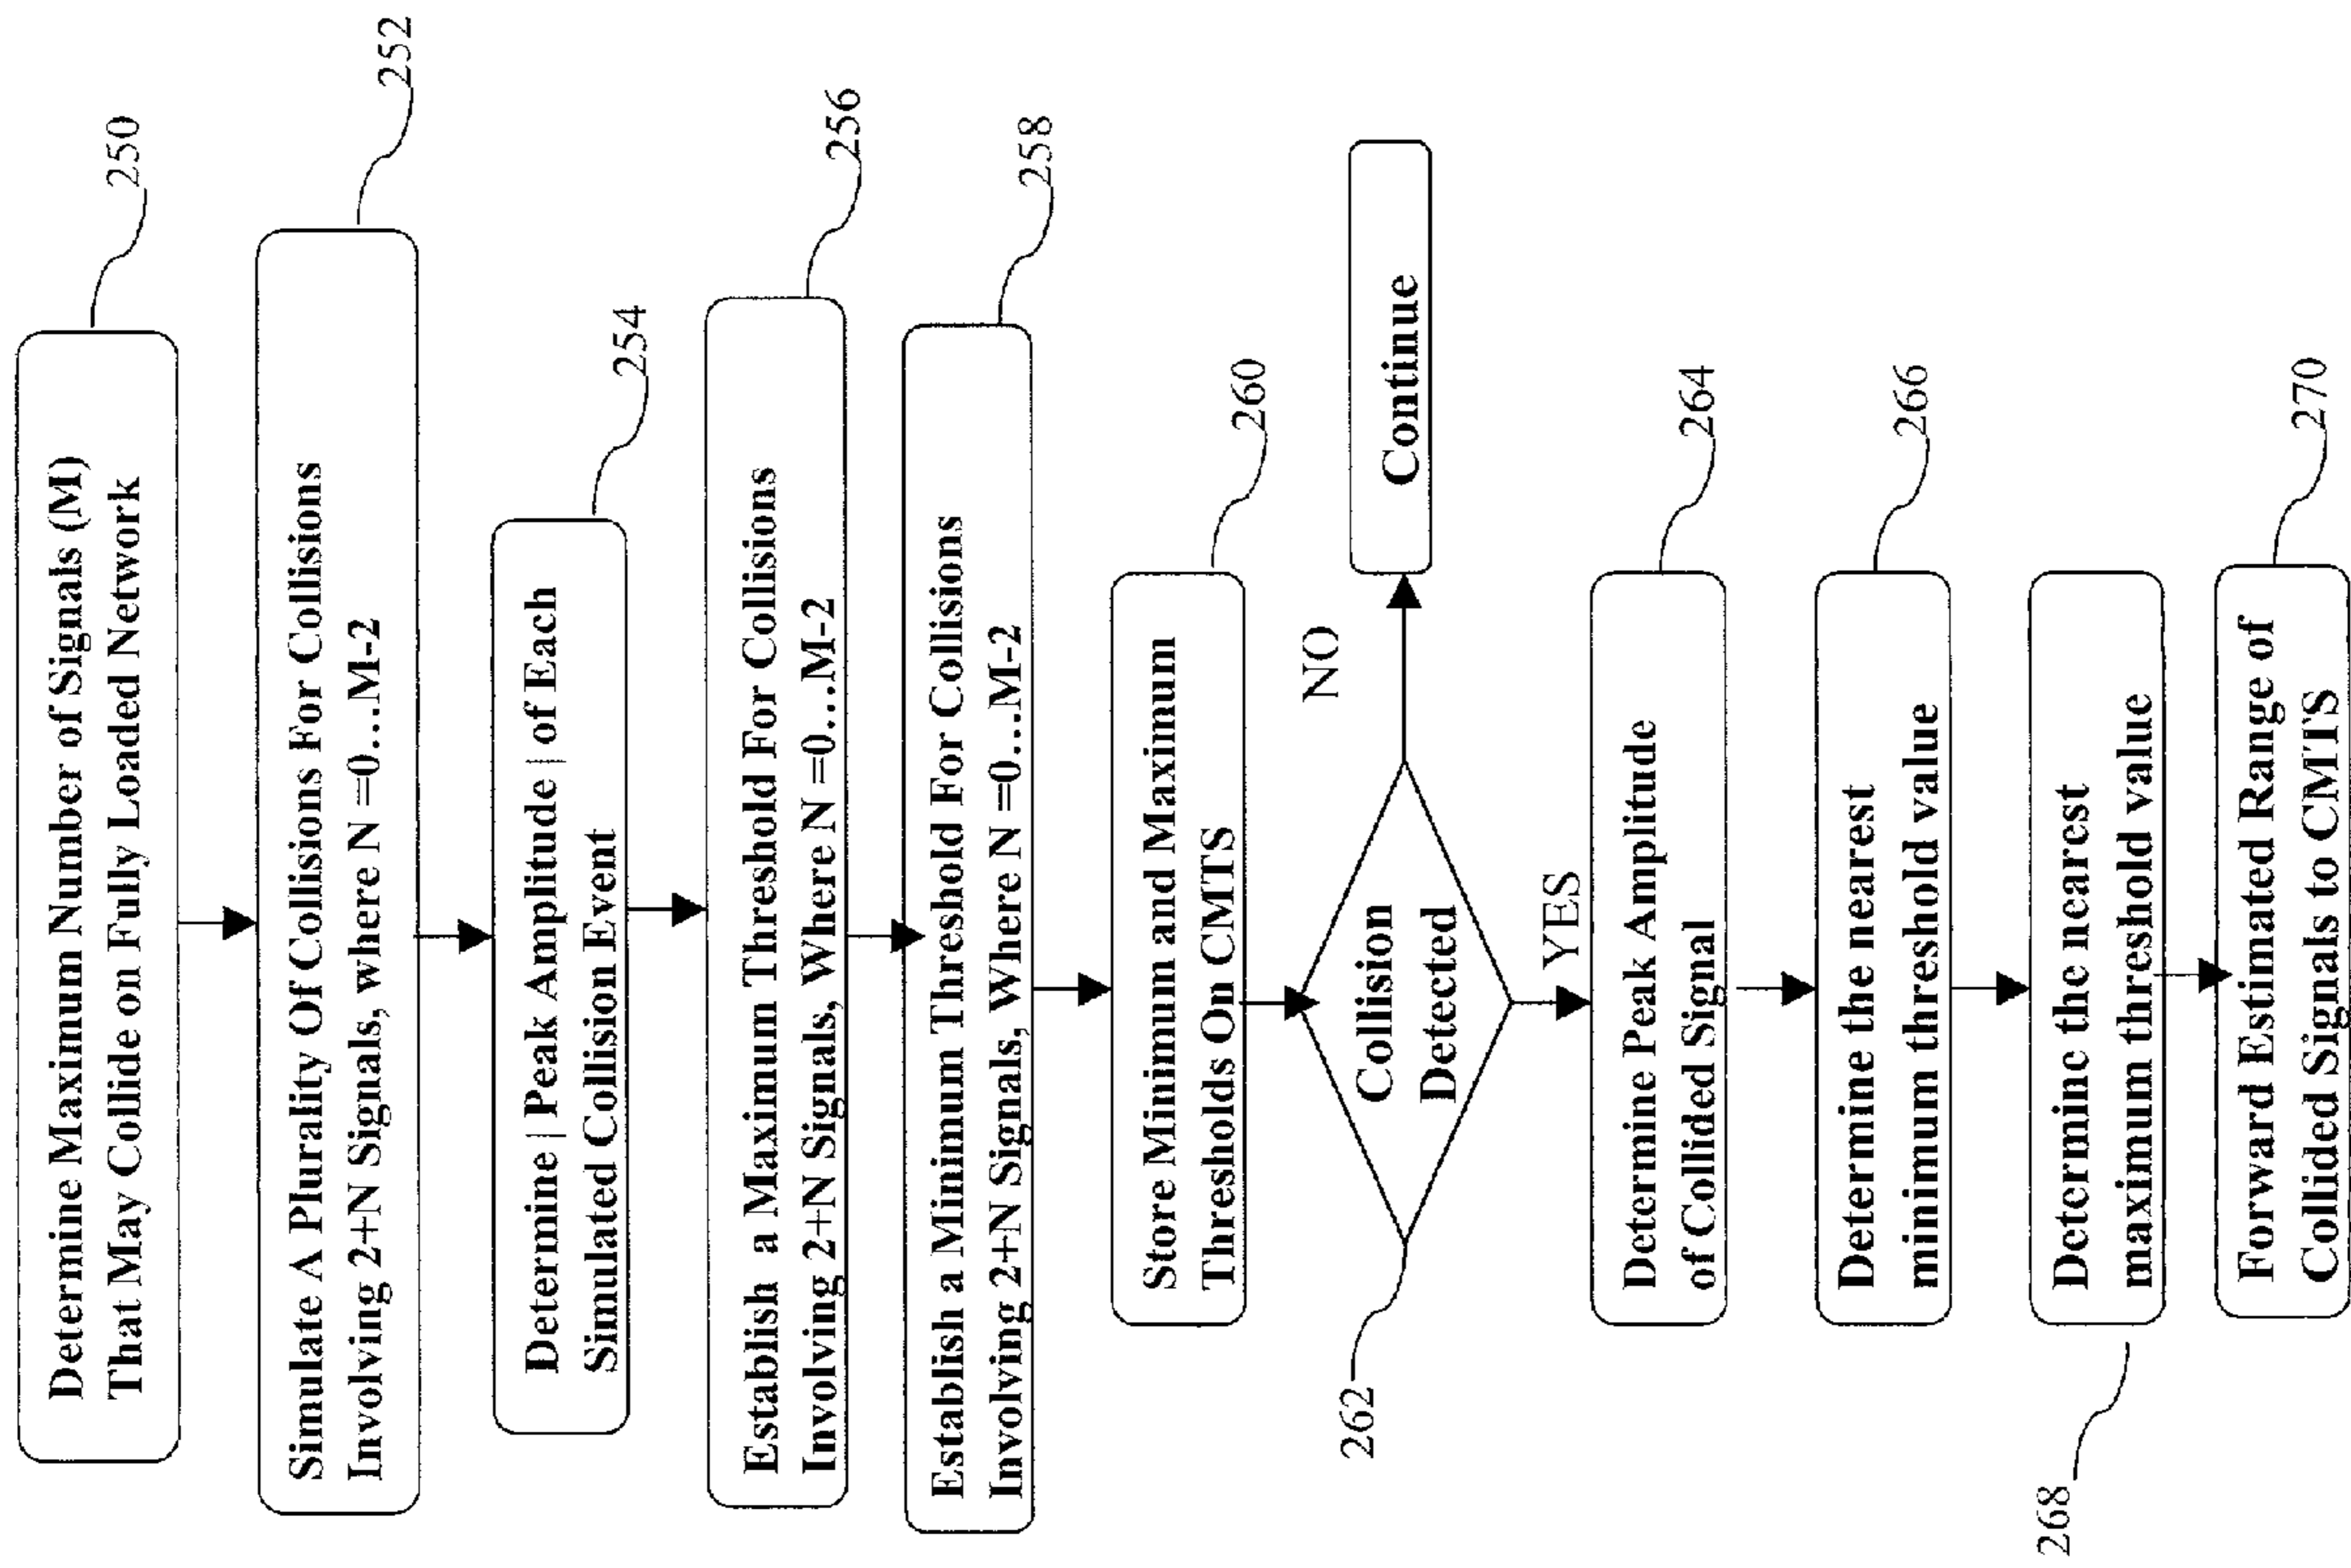 Determine Maximum Number of Signals (M)
That May Collide on Fully Loaded Network
250
Simulate A Plurality Of Collisions For Collisions
Involving 2+N Signals, where N =0...M-2
252
Determine | Peak Amplitude | of Each
Simulated Collision Event
254
Establish a Maximum Threshold For Collisions
Involving 2+N Signals, Where N =0...M-2
256
Establish a Minimum Threshold For Collisions
Involving 2+N Signals, Where N =0...M-2
258
Store Minimum and Maximum
Thresholds On CMTS
260
Collision
Detected
262
NO
Continue
YES
Determine Peak Amplitude
of Collided Signal
264
Determine the nearest
minimum threshold value
266
Determine the nearest
maximum threshold value
268
Forward Estimated Range of
Collided Signals to CMTS
270